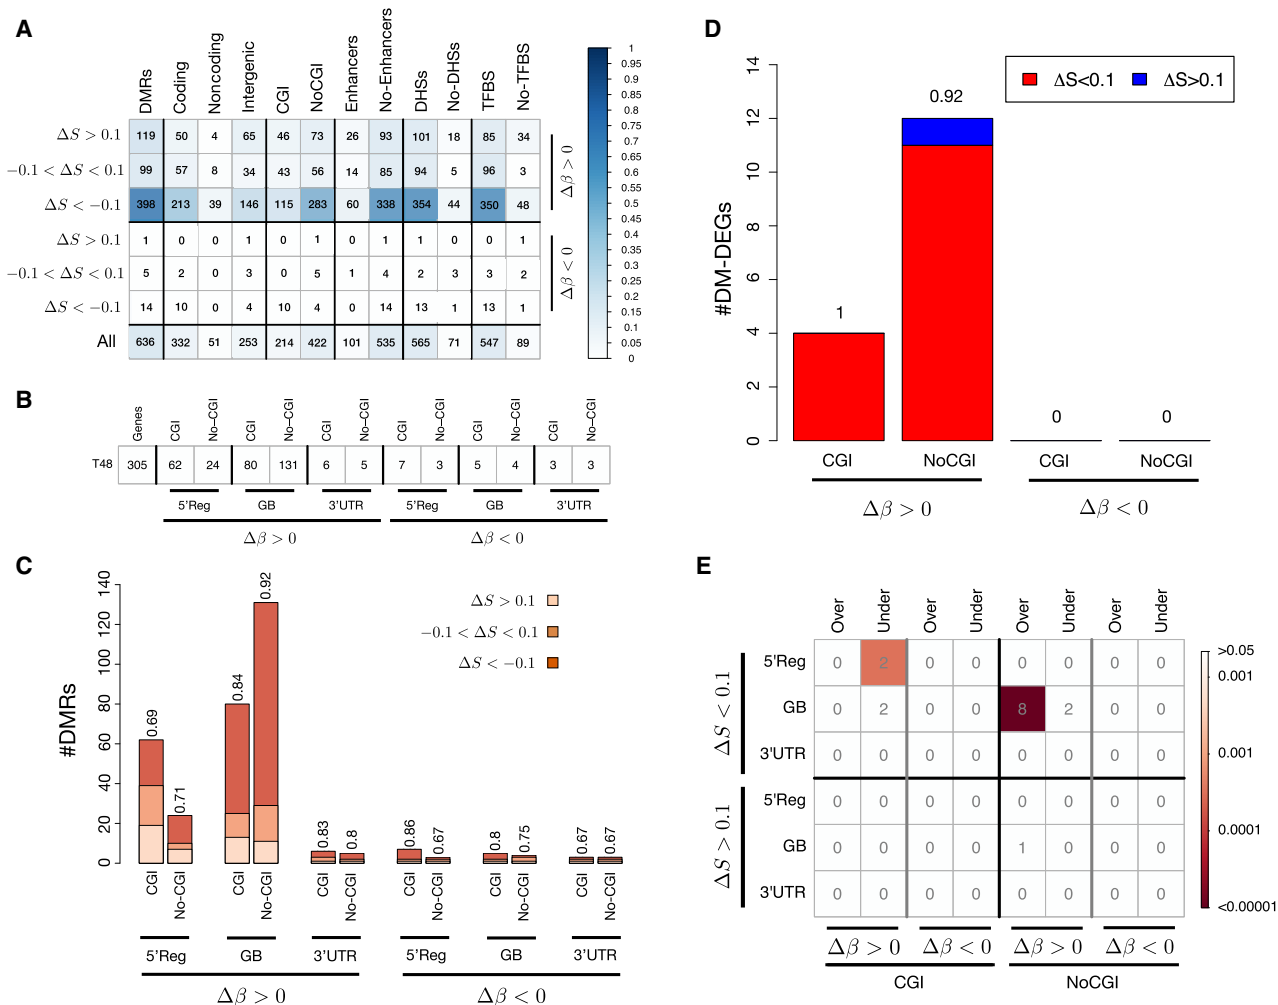 A
DMRs Coding Noncoding Intergenic CGI NoCGI Enhancers No-Enhancers DHSs No-DHSs TFBS No-TFBS
ΔS > 0.1 119 50 4 65 46 73 26 93 101 18 85 34
−0.1 < ΔS < 0.1 99 57 8 34 43 56 14 85 94 5 96 3
ΔS < −0.1 398 213 39 146 115 283 60 338 354 44 350 48
Δβ > 0
ΔS > 0.1 1 0 0 1 0 1 0 1 1 0 0 1
−0.1 < ΔS < 0.1 5 2 0 3 0 5 1 4 2 3 3 2
ΔS < −0.1 14 10 0 4 10 4 0 14 13 1 13 1
Δβ < 0
All 636 332 51 253 214 422 101 535 565 71 547 89
1
0.95
0.9
0.85
0.8
0.75
0.7
0.65
0.6
0.55
0.5
0.45
0.4
0.35
0.3
0.25
0.2
0.15
0.1
0.05
0
B
Genes CGI No−CGI CGI No−CGI CGI No−CGI CGI No−CGI CGI No−CGI CGI No−CGI
T48 305 62 24 80 131 6 5 7 3 5 4 3 3
5'Reg GB 3'UTR 5'Reg GB 3'UTR
Δβ > 0 Δβ < 0
C
#DMRs
140
120
100
80
60
40
20
0
ΔS > 0.1
−0.1 < ΔS < 0.1
ΔS < −0.1
0.69 0.71 0.84 0.92 0.83 0.8 0.86 0.67 0.8 0.75 0.67 0.67
CGI No-CGI CGI No-CGI CGI No-CGI CGI No-CGI CGI No-CGI CGI No-CGI
5'Reg GB 3'UTR 5'Reg GB 3'UTR
Δβ > 0 Δβ < 0
D
#DM-DEGs
14
12
10
8
6
4
2
0
ΔS<0.1 ΔS>0.1
1 0.92 0 0
CGI NoCGI CGI NoCGI
Δβ > 0 Δβ < 0
E
Over Under Over Under Over Under Over Under
ΔS < 0.1
5'Reg 0 2 0 0 0 0 0 0
GB 0 2 0 0 8 2 0 0
3'UTR 0 0 0 0 0 0 0 0
ΔS > 0.1
5'Reg 0 0 0 0 0 0 0 0
GB 0 0 0 0 1 0 0 0
3'UTR 0 0 0 0 0 0 0 0
Δβ > 0 Δβ < 0 Δβ > 0 Δβ < 0
CGI NoCGI
>0.05
0.001
0.001
0.0001
<0.00001